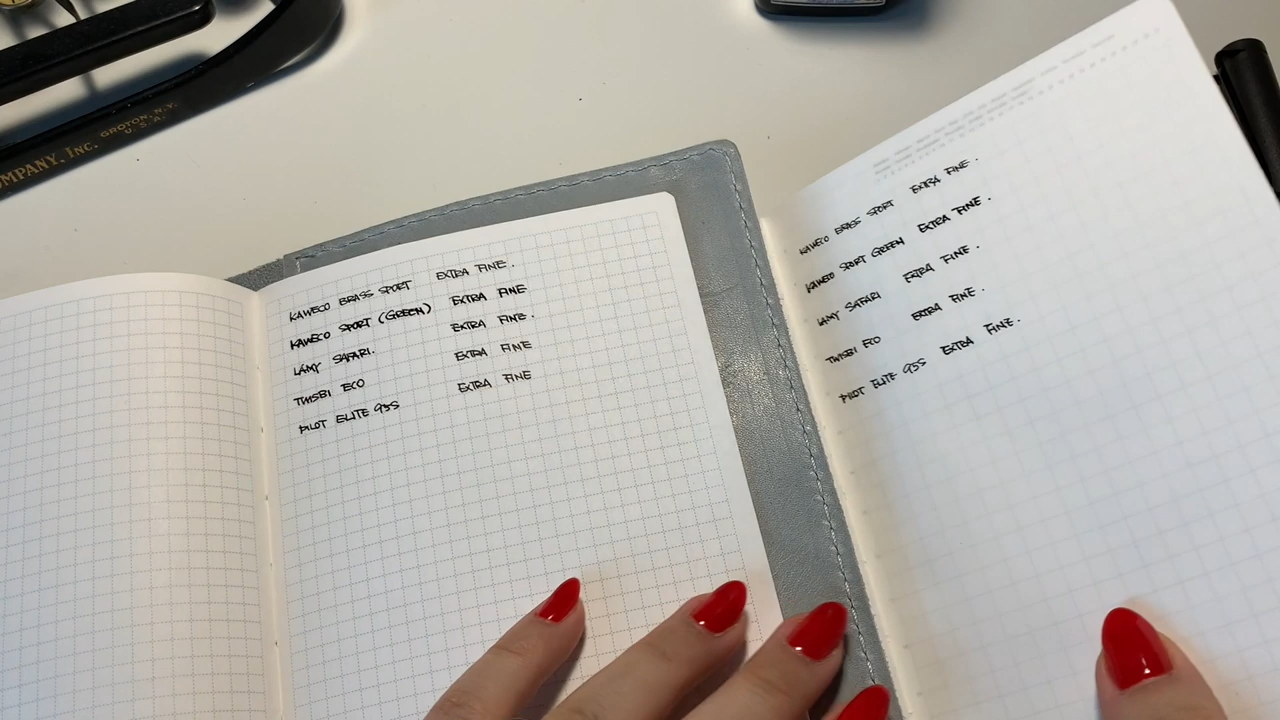 COMPANY, INC. GROTON, N.Y.
U.S.A.
KAWECO BRASS SPORT EXTRA FINE.
KAWECO SPORT (GREEN) EXTRA FINE
LAMY SAFARI. EXTRA FINE.
TWSBI ECO EXTRA FINE
PILOT ELITE 95S EXTRA FINE
KAWECO BRASS SPORT EXTRA FINE.
KAWECO SPORT GREEN EXTRA FINE.
LAMY SAFARI EXTRA FINE.
TWSBI ECO EXTRA FINE.
PILOT ELITE 95S EXTRA FINE.